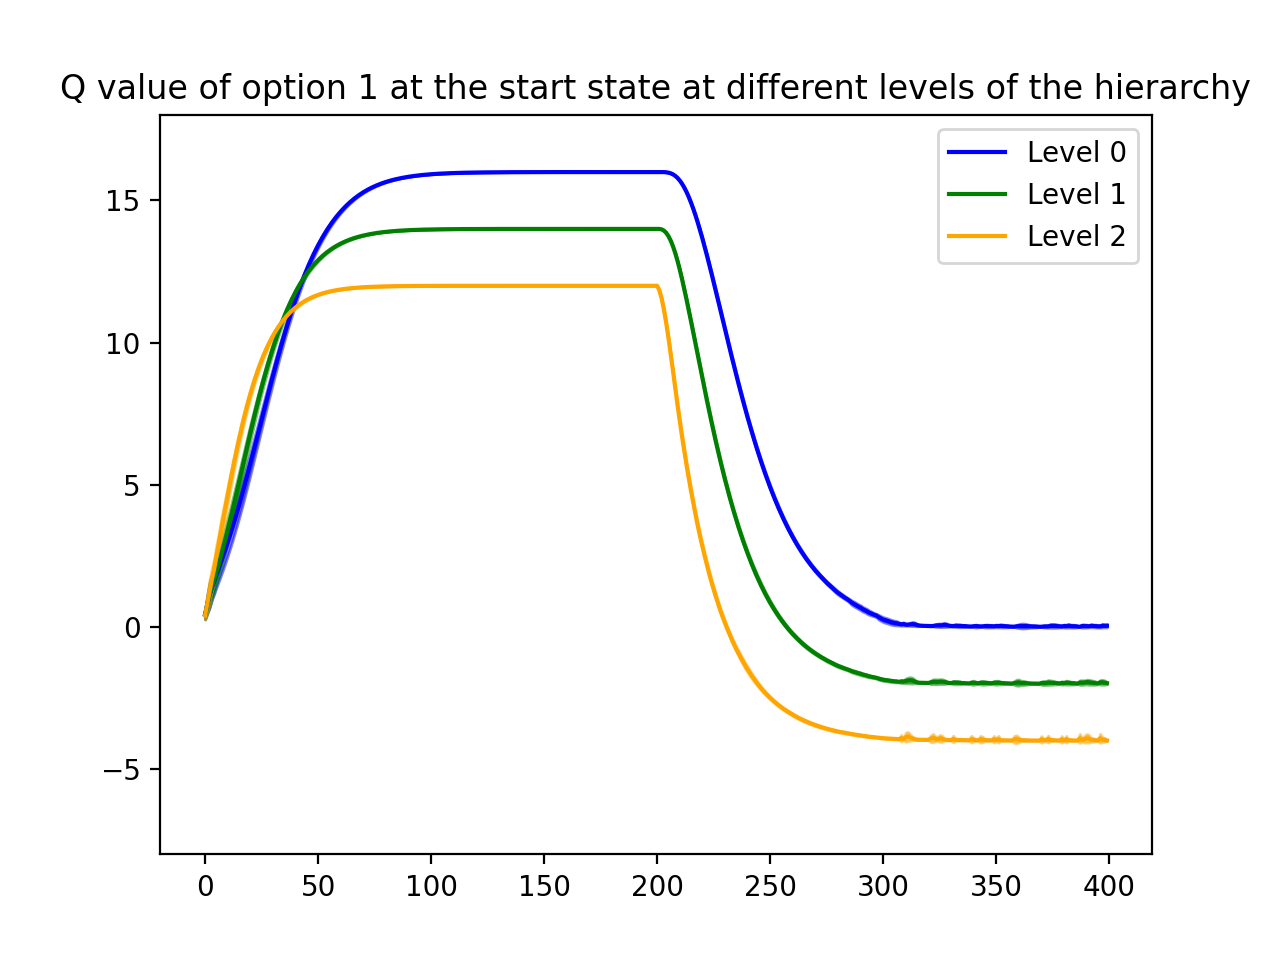 Q value of option 1 at the start state at different levels of the hierarchy
Level 0
Level 1
Level 2
15
10
5
0
−5
0 50 100 150 200 250 300 350 400